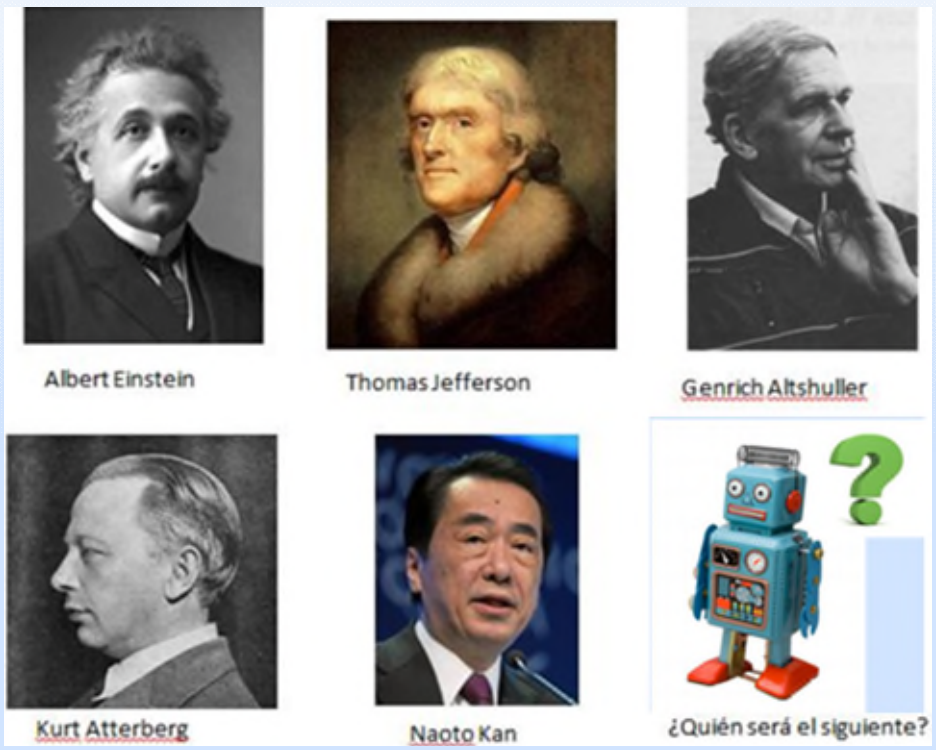 Albert Einstein
Thomas Jefferson
Genrich Altshuller
Kurt Atterberg
Naoto Kan
¿Quién será el siguiente?